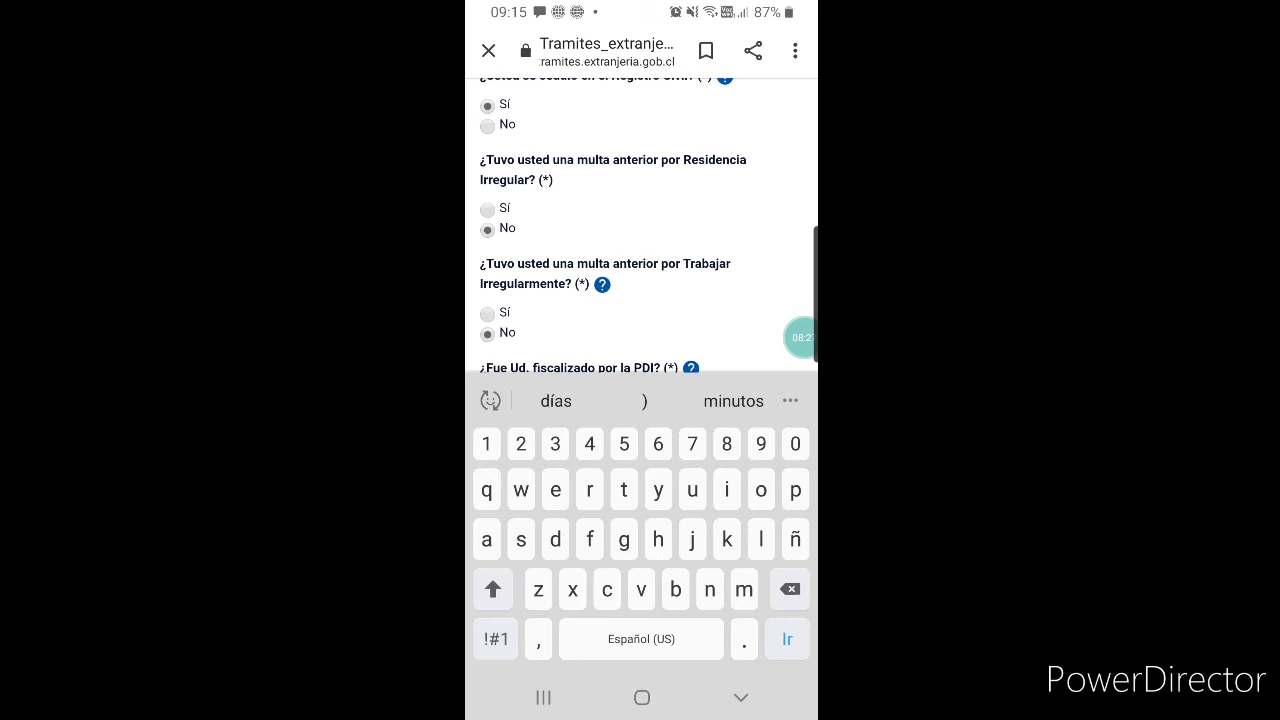 09:15
87%
Tramites_extranje...
:ramites.extranjeria.gob.cl
Sí
No
¿Tuvo usted una multa anterior por Residencia
Irregular? (*)
Sí
No
¿Tuvo usted una multa anterior por Trabajar
Irregularmente? (*) ?
Sí
No
08:27
¿Fue Ud. fiscalizado por la PDI? (*) ?
días ) minutos
1 2 3 4 5 6 7 8 9 0
q w e r t y u i o p
a s d f g h j k l ñ
z x c v b n m
!#1 , Español (US) . Ir
PowerDirector